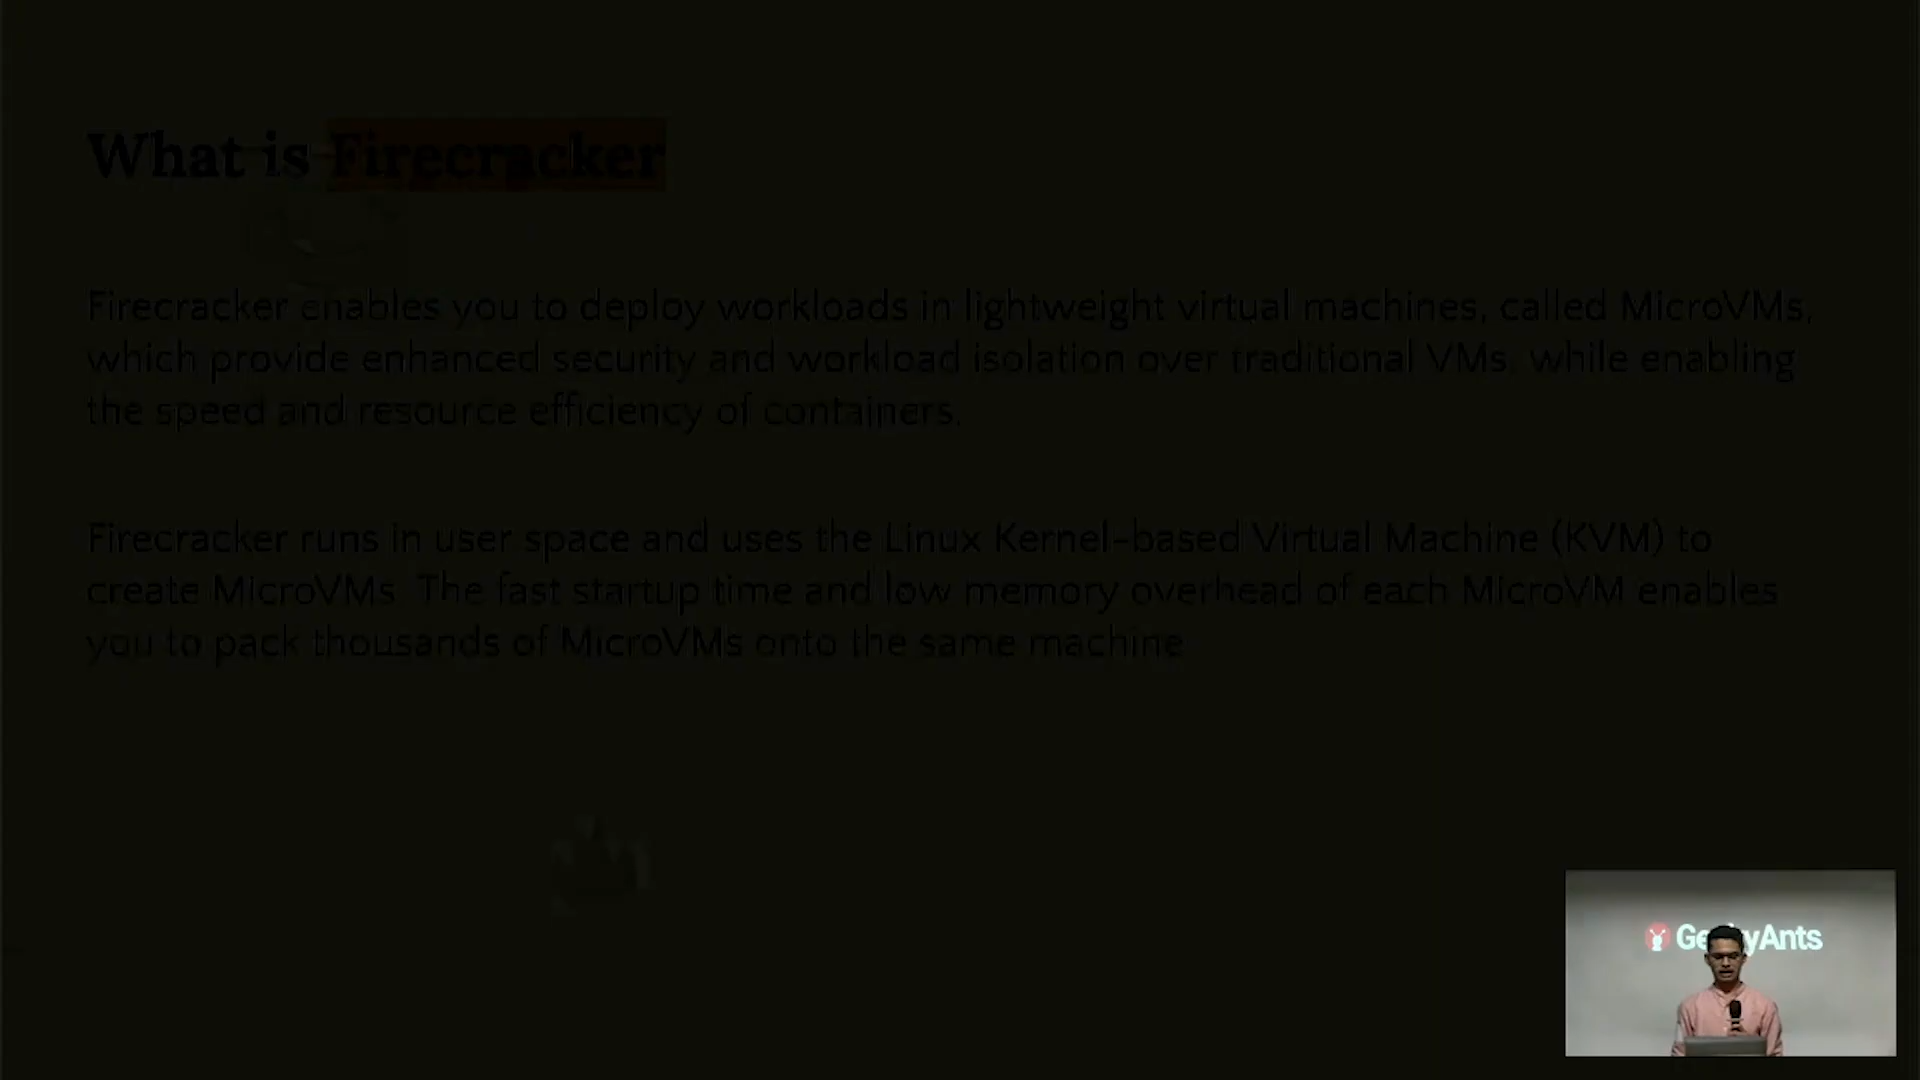 What is Firecracker
Firecracker enables you to deploy workloads in lightweight virtual machines, called MicroVMs,
which provide enhanced security and workload isolation over traditional VMs, while enabling
the speed and resource efficiency of containers.
Firecracker runs in user space and uses the Linux Kernel-based Virtual Machine (KVM) to
create MicroVMs. The fast startup time and low memory overhead of each MicroVM enables
you to pack thousands of MicroVMs onto the same machine